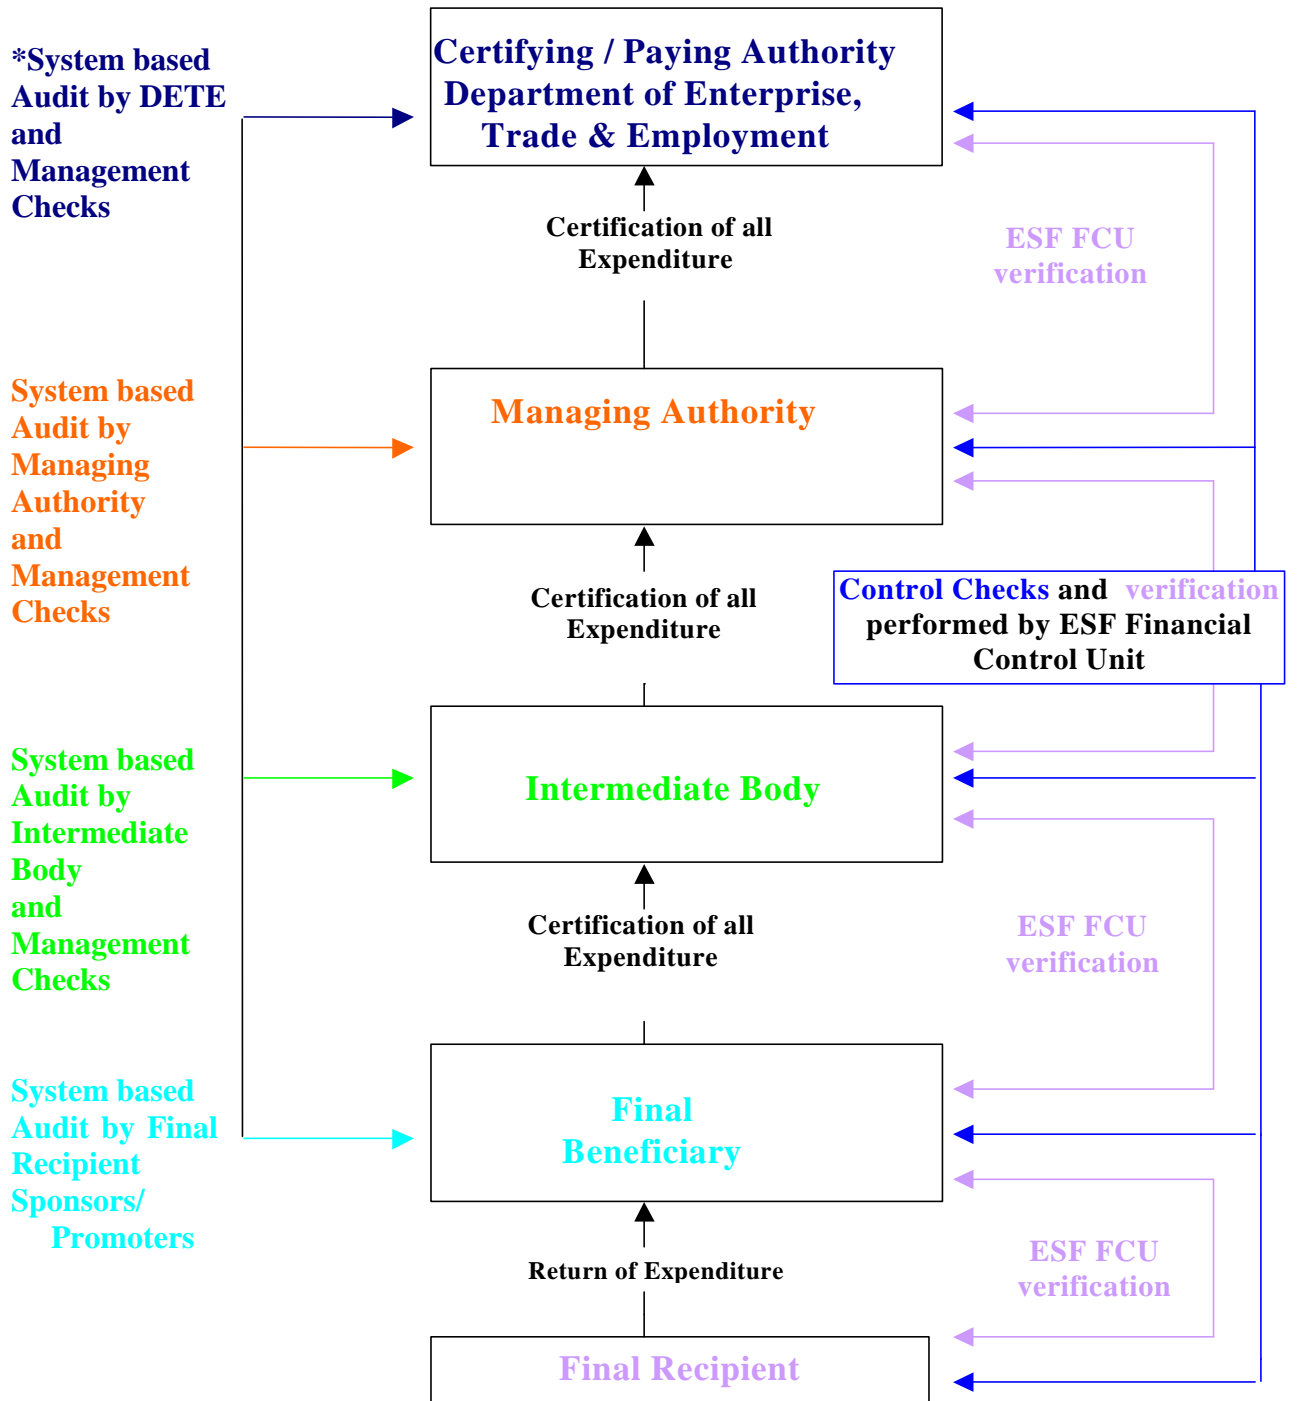 *System based
Audit by DETE
and
Management
Checks
Certifying / Paying Authority
Department of Enterprise,
Trade & Employment
Certification of all
Expenditure
ESF FCU
verification
System based
Audit by
Managing
Authority
and
Management
Checks
Managing Authority
Certification of all
Expenditure
Control Checks and verification
performed by ESF Financial
Control Unit
System based
Audit by
Intermediate
Body
and
Management
Checks
Intermediate Body
Certification of all
Expenditure
ESF FCU
verification
System based
Audit by Final
Recipient
Sponsors/
Promoters
Final
Beneficiary
Return of Expenditure
ESF FCU
verification
Final Recipient